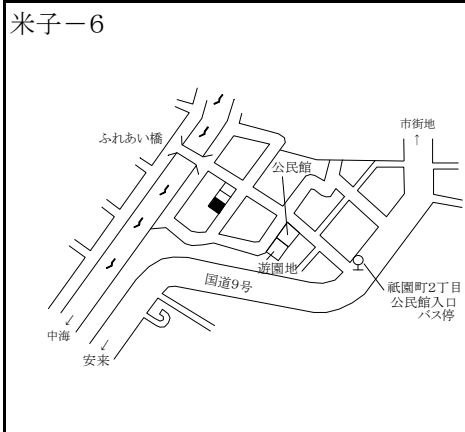 米子－6
市街地
↑
ふれあい橋
公民館
遊園地
国道9号
祇園町2丁目
公民館入口
バス停
↙
中海
↙
安来